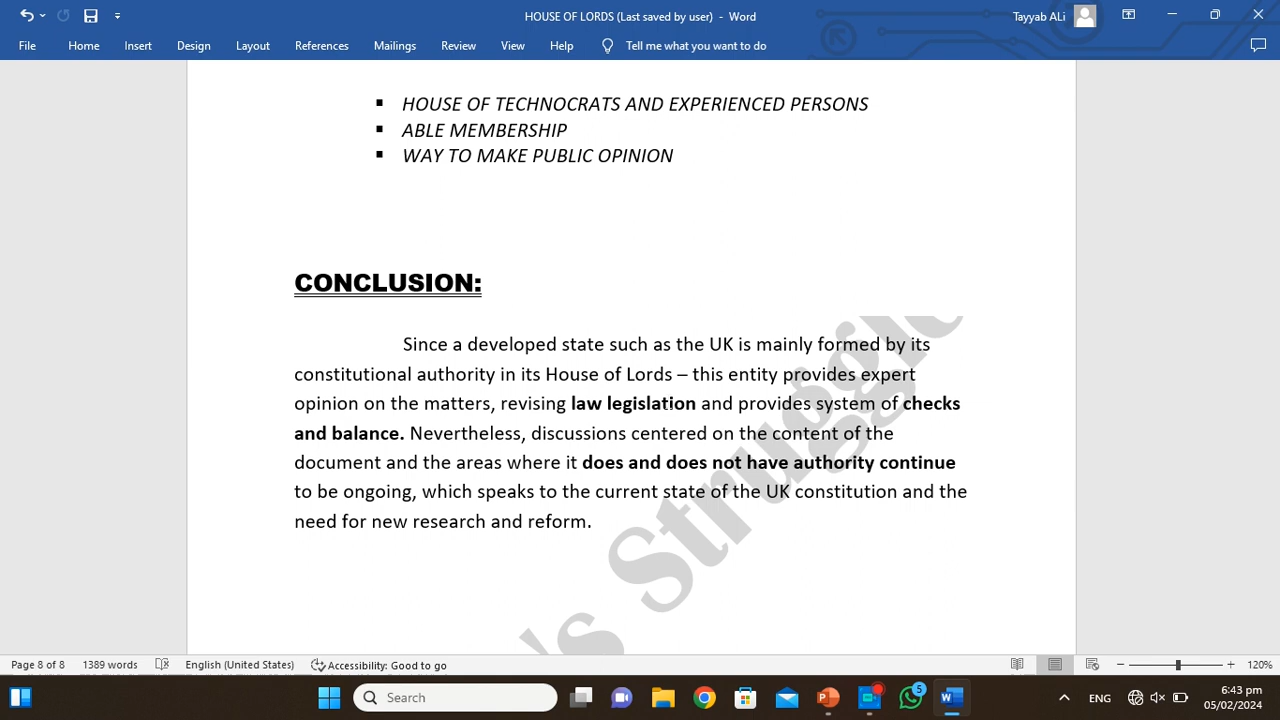 HOUSE OF LORDS (Last saved by user) - Word
Tayyab ALi
File Home Insert Design Layout References Mailings Review View Help Tell me what you want to do
▪ HOUSE OF TECHNOCRATS AND EXPERIENCED PERSONS
▪ ABLE MEMBERSHIP
▪ WAY TO MAKE PUBLIC OPINION
CONCLUSION:
Since a developed state such as the UK is mainly formed by its
constitutional authority in its House of Lords – this entity provides expert
opinion on the matters, revising law legislation and provides system of checks
and balance. Nevertheless, discussions centered on the content of the
document and the areas where it does and does not have authority continue
to be ongoing, which speaks to the current state of the UK constitution and the
need for new research and reform.
's Struggle
Page 8 of 8 1389 words English (United States) Accessibility: Good to go 120%
Search 5 ENG 6:43 pm
05/02/2024